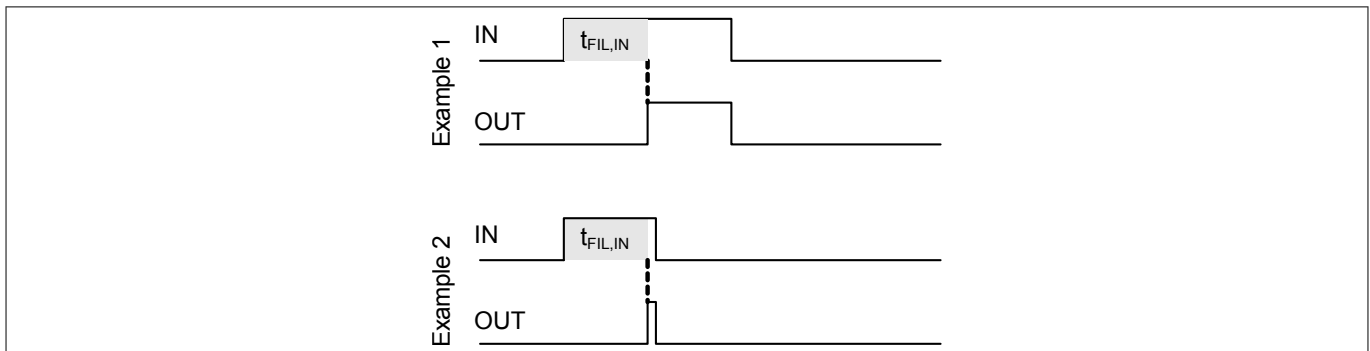 Example 1
IN
tFIL,IN
OUT
Example 2
IN
tFIL,IN
OUT